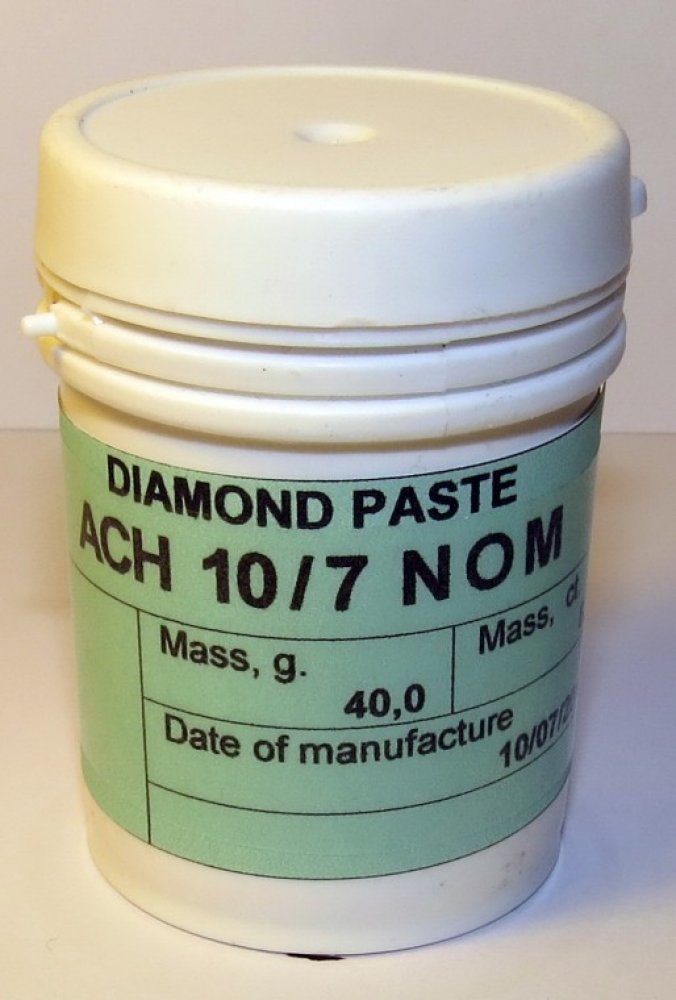 DIAMOND PASTE
ACH 10/7 NOM
Mass, g.
40,0
Mass,
Date of manufacture